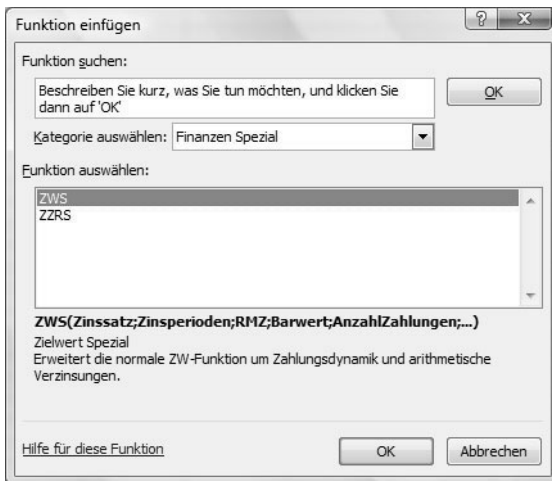 Funktion einfügen
Funktion suchen:
Beschreiben Sie kurz, was Sie tun möchten, und klicken Sie
dann auf 'OK'
OK
Kategorie auswählen: Finanzen Spezial
Funktion auswählen:
ZWS
ZZRS
ZWS(Zinssatz;Zinsperioden;RMZ;Barwert;AnzahlZahlungen;...)
Zielwert Spezial
Erweitert die normale ZW-Funktion um Zahlungsdynamik und arithmetische
Verzinsungen.
Hilfe für diese Funktion
OK
Abbrechen